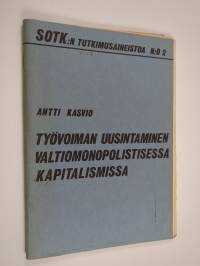 SOTK:N TUTKIMUSAINEISTOA N:O 2
ANTTI KASVIO
TYÖVOIMAN UUSINTAMINEN
VALTIOMONOPOLISTISESSA
KAPITALISMISSA